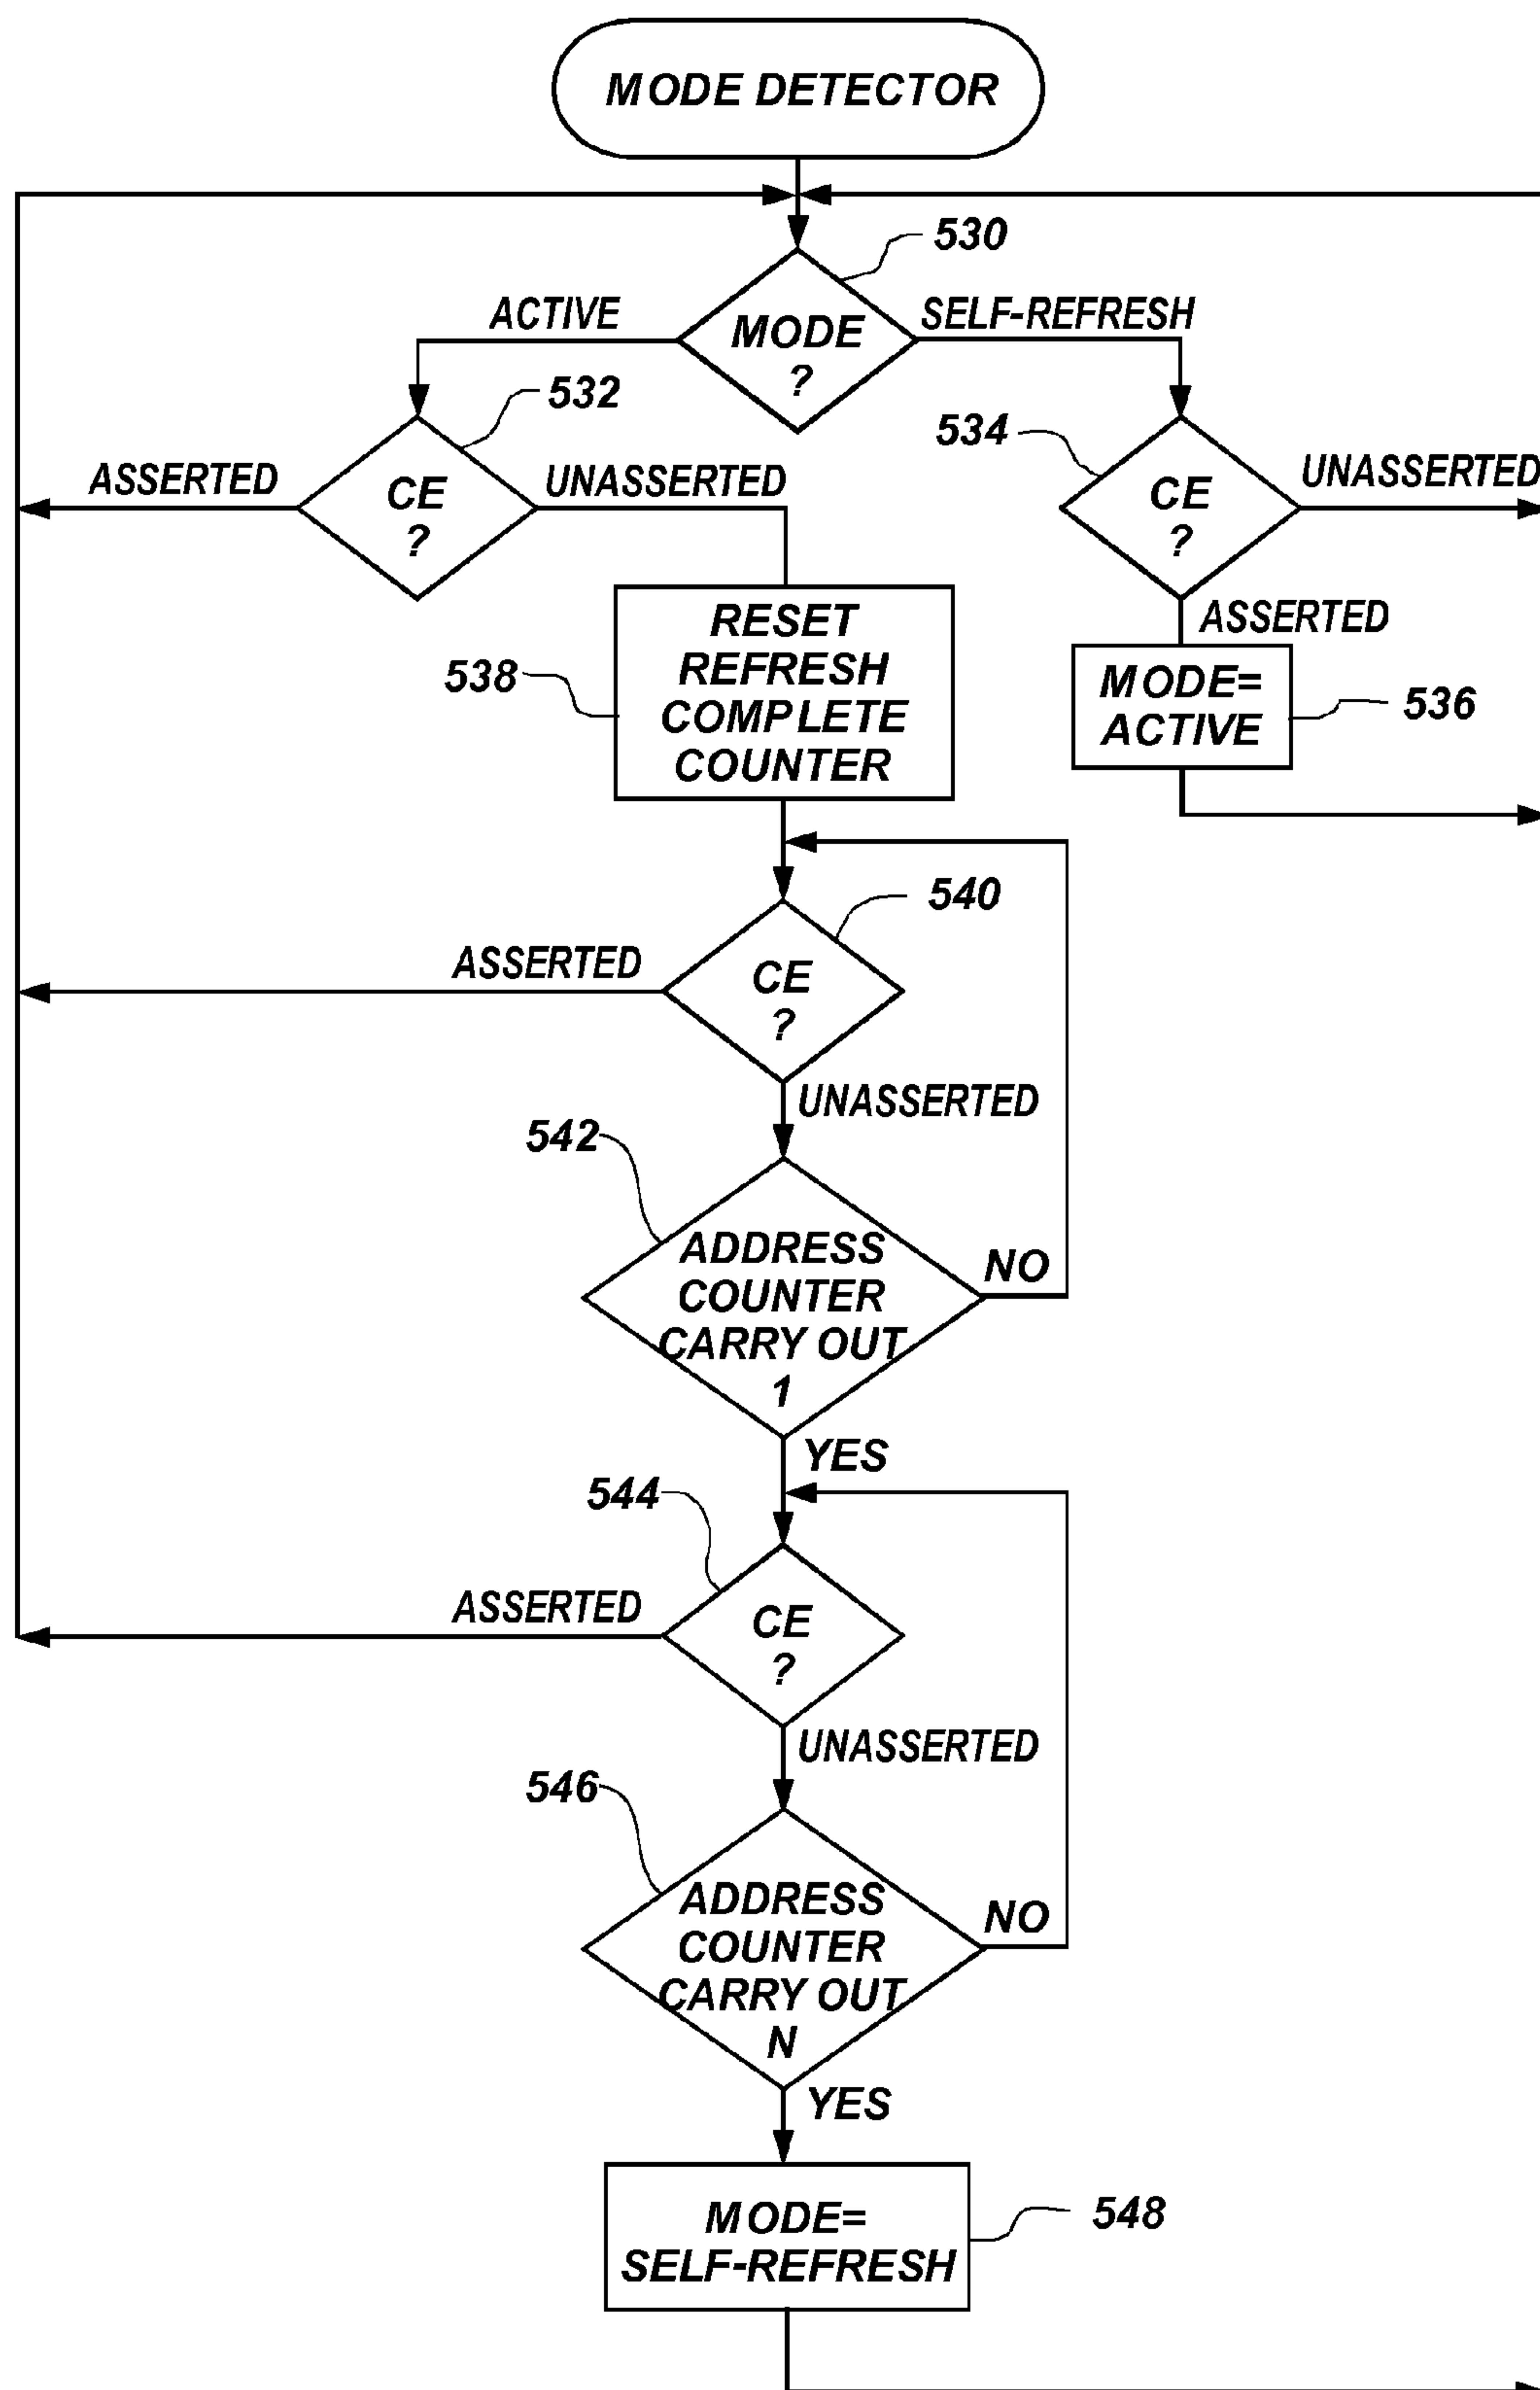 MODE DETECTOR
530
ACTIVE
SELF-REFRESH
MODE
?
532
534
ASSERTED
CE
?
UNASSERTED
CE
?
UNASSERTED
ASSERTED
538
RESET
REFRESH
COMPLETE
COUNTER
MODE=
ACTIVE
536
540
ASSERTED
CE
?
UNASSERTED
542
ADDRESS
COUNTER
CARRY OUT
1
NO
YES
544
ASSERTED
CE
?
UNASSERTED
546
ADDRESS
COUNTER
CARRY OUT
N
NO
YES
MODE=
SELF-REFRESH
548